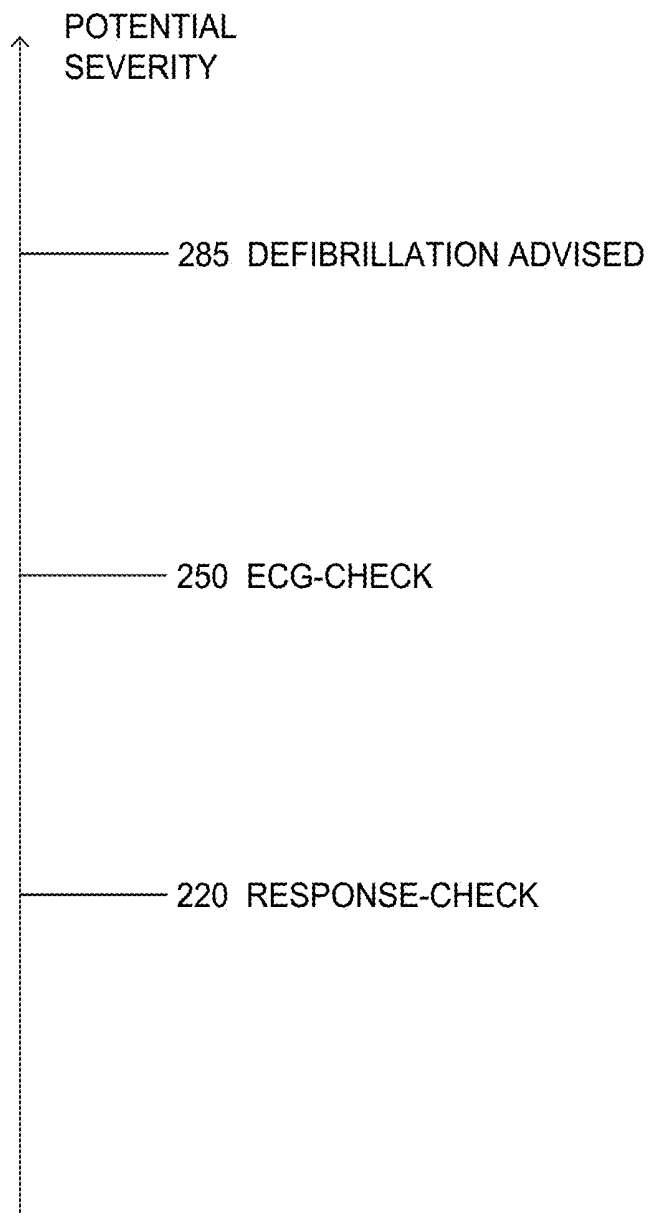 POTENTIAL
SEVERITY
285 DEFIBRILLATION ADVISED
250 ECG-CHECK
220 RESPONSE-CHECK